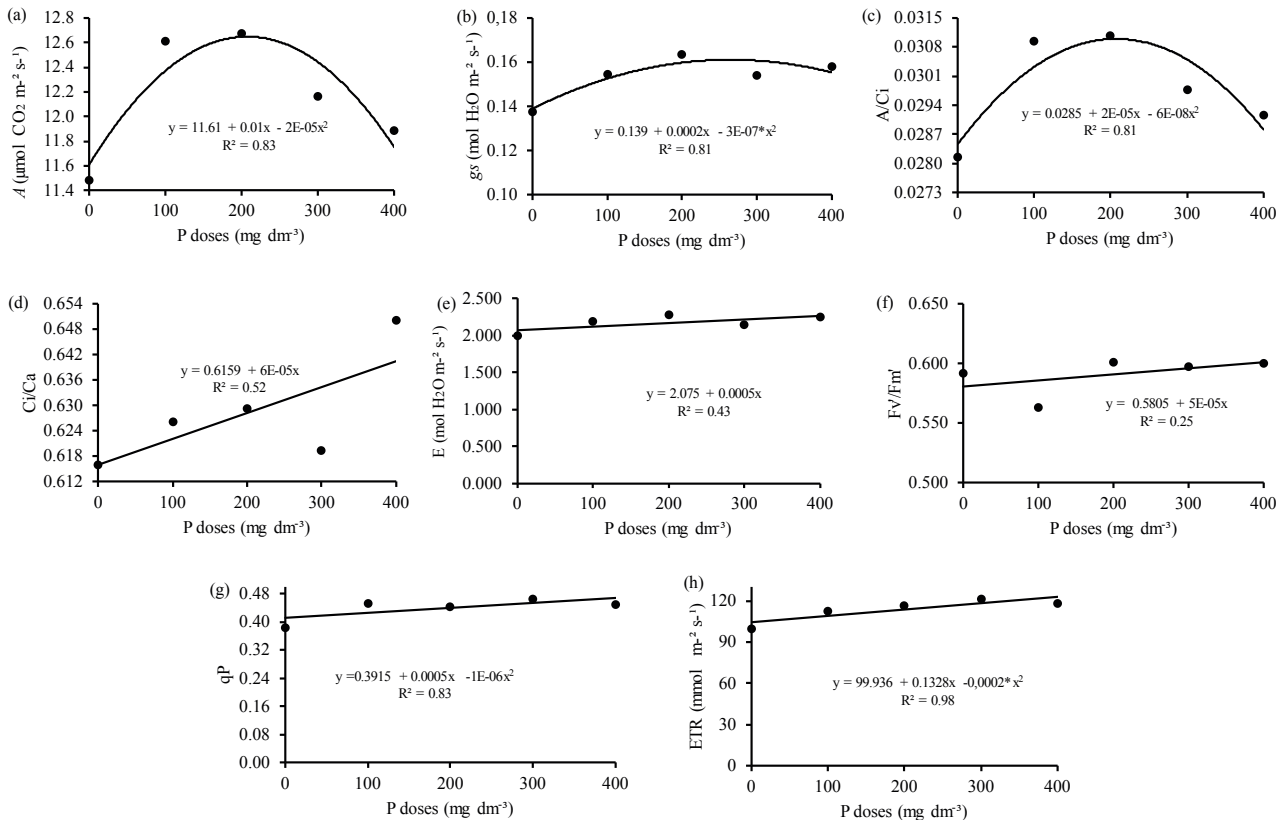 (a)
12.8
12.6
12.4
12.2
12.0
11.8
11.6
11.4
A (µmol CO₂ m-² s-¹)
y = 11.61 + 0.01x - 2E-05x²
R² = 0.83
0 100 200 300 400
P doses (mg dm-³)
(b)
0,18
0.16
0.14
0.12
0.10
gs (mol H₂O m-² s-¹)
y = 0.139 + 0.0002x - 3E-07*x²
R² = 0.81
0 100 200 300 400
P doses (mg dm-³)
(c)
0.0315
0.0308
0.0301
0.0294
0.0287
0.0280
0.0273
A/Ci
y = 0.0285 + 2E-05x - 6E-08x²
R² = 0.81
0 100 200 300 400
P doses (mg dm-³)
(d)
0.654
0.648
0.642
0.636
0.630
0.624
0.618
0.612
Ci/Ca
y = 0.6159 + 6E-05x
R² = 0.52
0 100 200 300 400
P doses (mg dm-³)
(e)
2.500
2.000
1.500
1.000
0.500
0.000
E (mol H₂O m-² s-¹)
y = 2.075 + 0.0005x
R² = 0.43
0 100 200 300 400
P doses (mg dm-³)
(f)
0.650
0.600
0.550
0.500
Fv'/Fm'
y = 0.5805 + 5E-05x
R² = 0.25
0 100 200 300 400
P doses (mg dm-³)
(g)
0.48
0.40
0.32
0.24
0.16
0.08
0.00
qP
y =0.3915 + 0.0005x -1E-06x²
R² = 0.83
0 100 200 300 400
P doses (mg dm-³)
(h)
120
90
60
30
0
ETR (mmol m-² s-¹)
y = 99.936 + 0.1328x -0,0002* x²
R² = 0.98
0 100 200 300 400
P doses (mg dm-³)